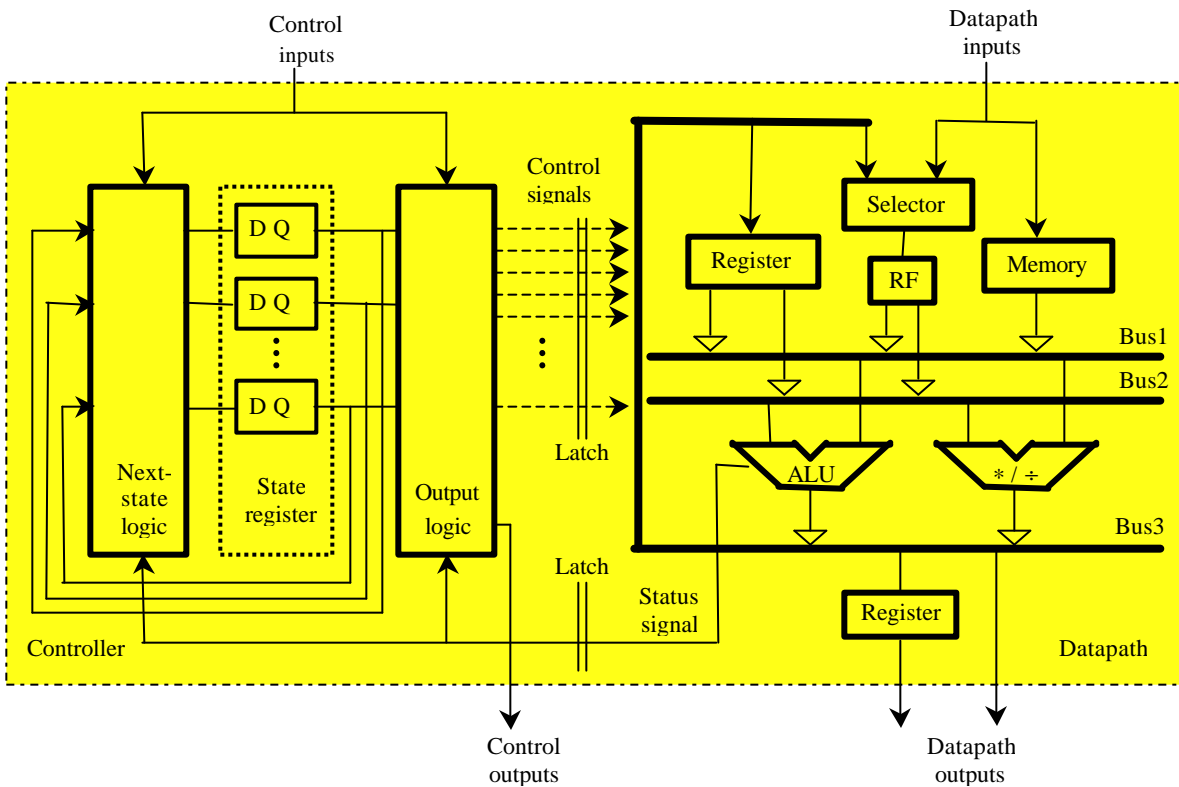 Control
inputs
Datapath
inputs
Control
signals
Selector
D Q
Register
RF
Memory
D Q
Bus1
Bus2
D Q
Latch
Next-
state
logic
State
register
Output
logic
ALU
* / ÷
Bus3
Latch
Status
signal
Register
Controller
Datapath
Control
outputs
Datapath
outputs